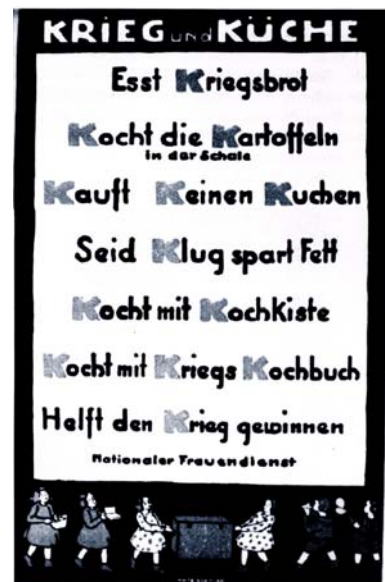 KRIEG und KÜCHE
Esst Kriegsbrot
Kocht die Kartoffeln
in der Schale
Kauft Keinen Kuchen
Seid Klug spart Fett
Kocht mit Kochkiste
Kocht mit Kriegs Kochbuch
Helft den Krieg gewinnen
Nationaler Frauendienst